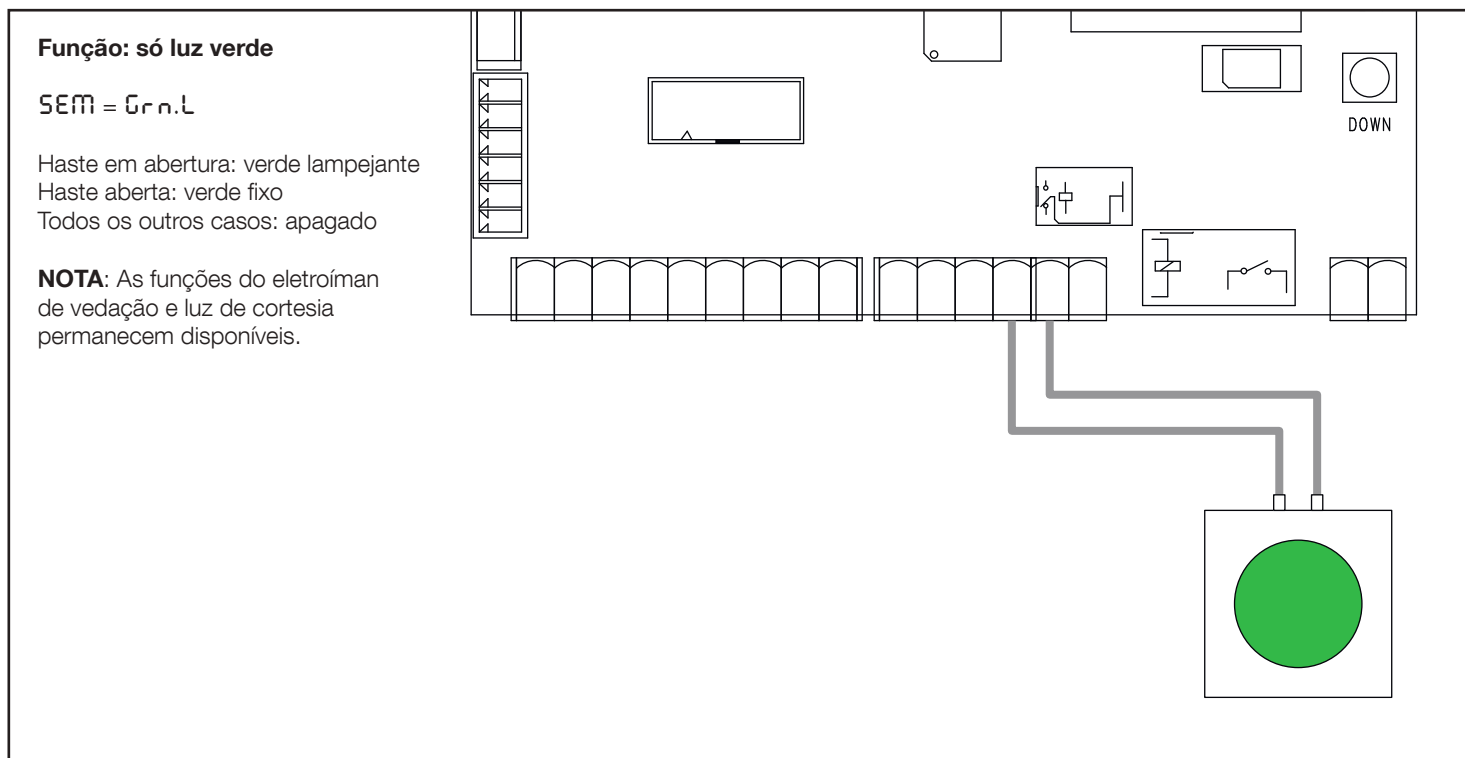 Função: só luz verde
SEM = Grn.L
Haste em abertura: verde lampejante
Haste aberta: verde fixo
Todos os outros casos: apagado
NOTA: As funções do eletroíman
de vedação e luz de cortesia
permanecem disponíveis.
DOWN